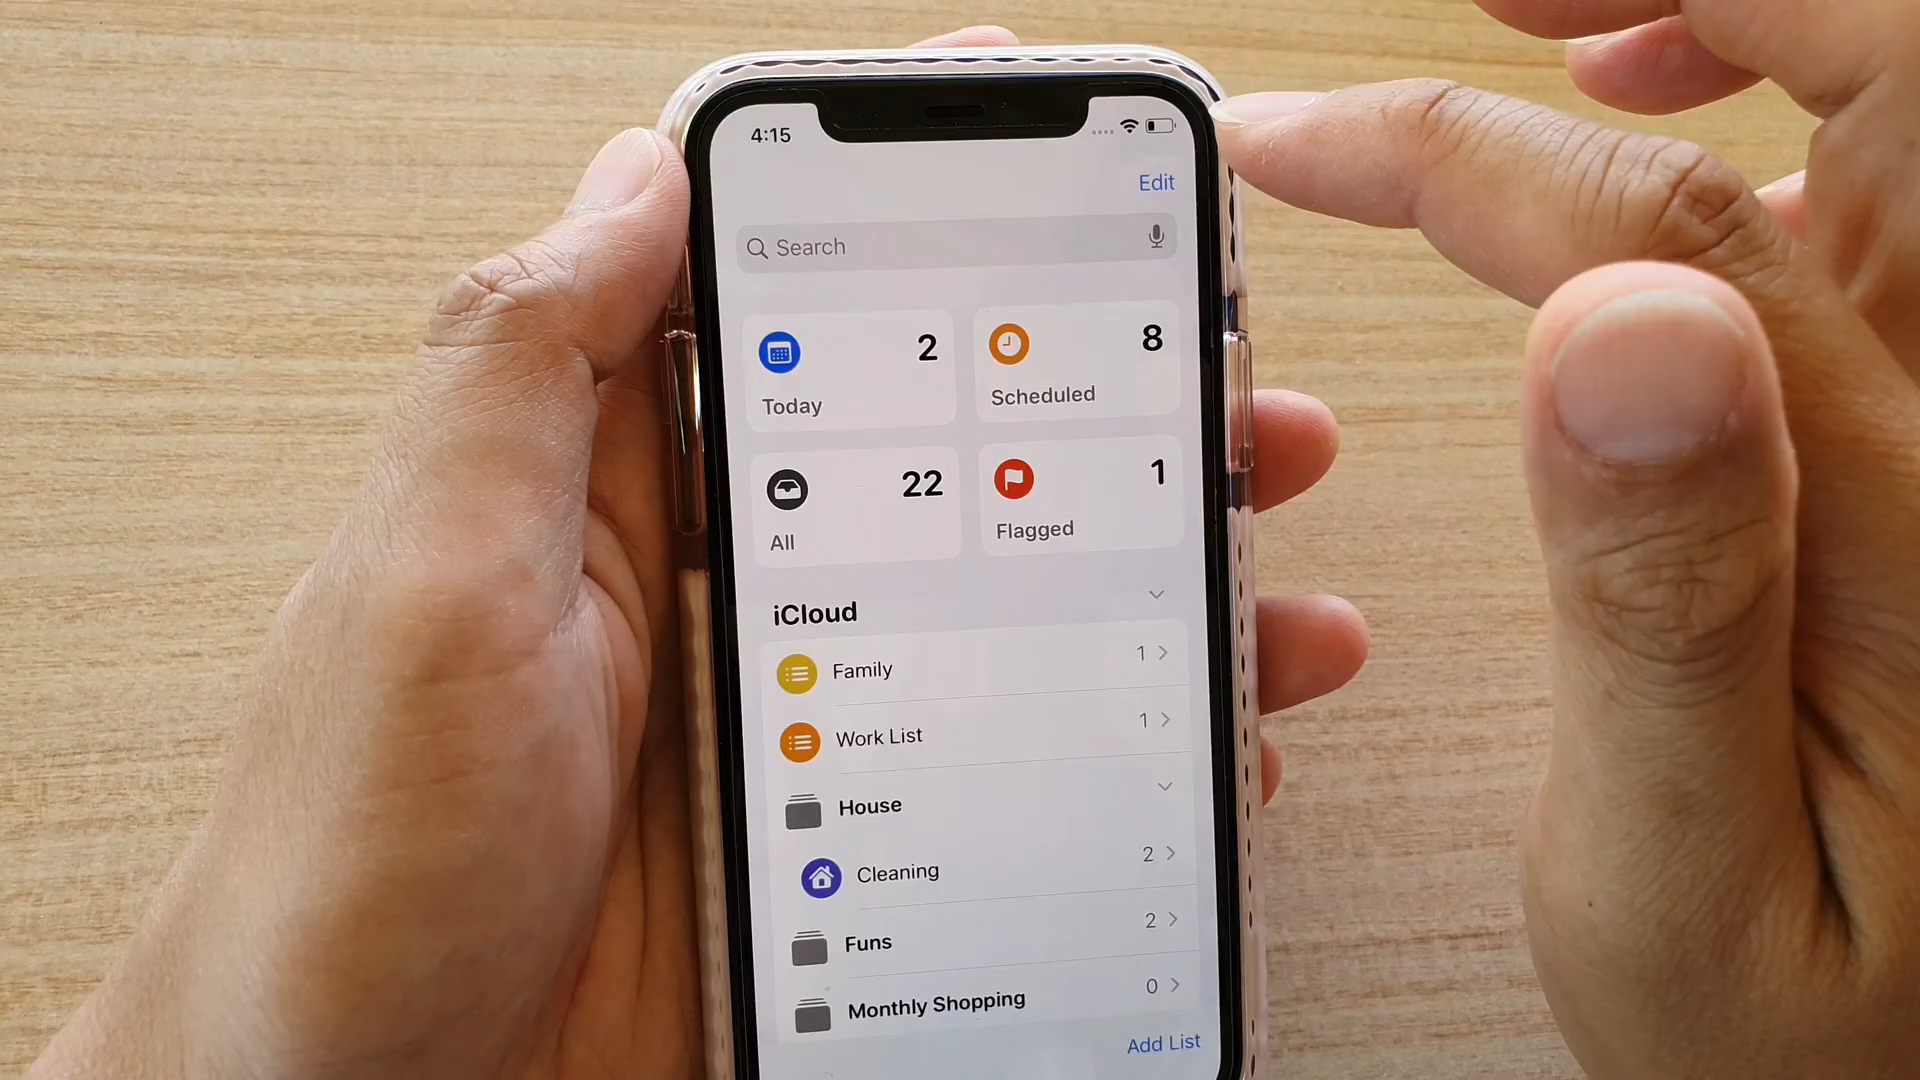 4:15
Edit
Search
2
8
Today
Scheduled
22
1
All
Flagged
iCloud
Family 1
Work List 1
House
Cleaning 2
Funs 2
Monthly Shopping 0
Add List